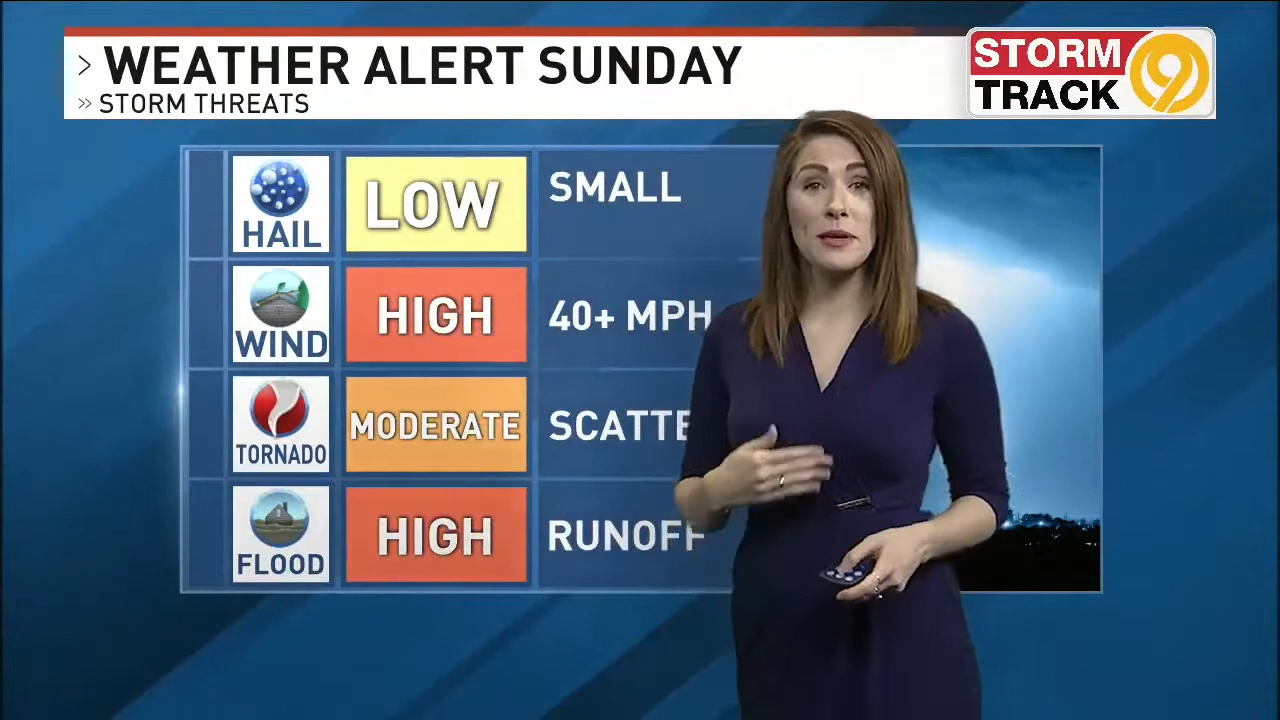 > WEATHER ALERT SUNDAY
» STORM THREATS
STORM
TRACK 9
HAIL LOW SMALL
WIND HIGH 40+ MPH
TORNADO MODERATE
FLOOD HIGH RUNOFF